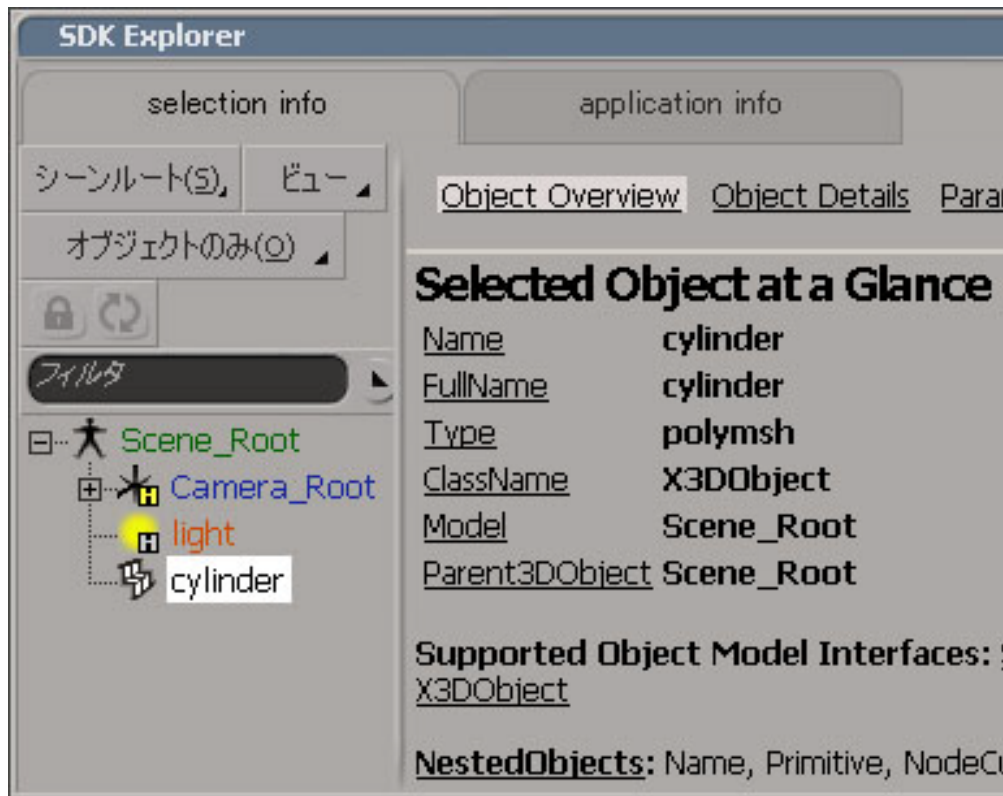 SDK Explorer
selection info
application info
シーンルート(S)
ビュー
オブジェクトのみ(O)
フィルタ
Scene_Root
Camera_Root
H
light
H
cylinder
Object Overview
Object Details
Selected Object at a Glance
Name cylinder
FullName cylinder
Type polymsh
ClassName X3DObject
Model Scene_Root
Parent3DObject Scene_Root
Supported Object Model Interfaces:
X3DObject
NestedObjects: Name, Primitive,